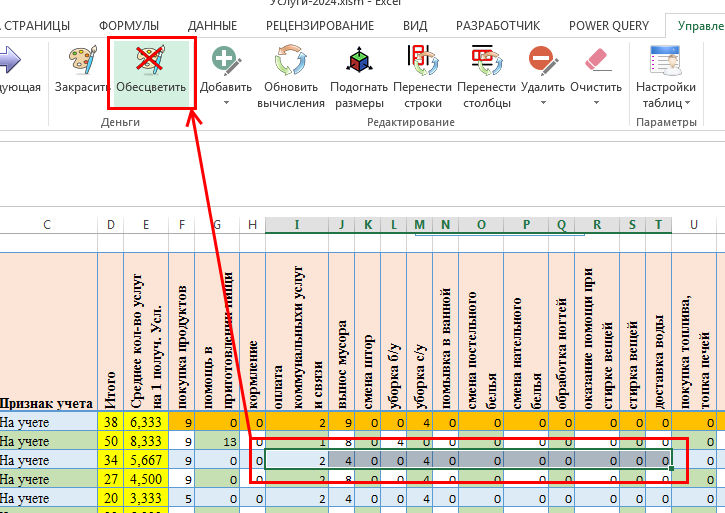 Услуги-2024.xlsm - Excel
А СТРАНИЦЫ ФОРМУЛЫ ДАННЫЕ РЕЦЕНЗИРОВАНИЕ ВИД РАЗРАБОТЧИК POWER QUERY Управле
ующая Закрасить Обесцветить Добавить Обновить вычисления Подогнать размеры Перенести строки Перенести столбцы Удалить Очистить Настройки таблиц
Деньги Редактирование Параметры
C D E F G H I J K L M N O P Q R S T U
Признак учета
Итого
Среднее кол-во услуг
на 1 получ. Усл.
покупка продуктов
помощь в
приготовлении пищи
кормление
оплата
коммунальныхи услуг
и связи
вынос мусора
смена штор
уборка б/у
уборка с/у
помывка в ванной
смена постельного
белья
смена нательного
белья
обработка ногтей
оказание помощи при
стирке вещей
стирка вещей
доставка воды
покупка топлива,
топка печей
На учете 38 6,333 9 0 0 2 9 0 0 4 0 0 0 0 0 0 0 0
На учете 50 8,333 9 13 0 1 8 0 4 0 0 0 0 0 0 0 0 0
На учете 34 5,667 9 0 0 2 4 0 0 4 0 0 0 0 0 0 0 0
На учете 27 4,500 9 0 0 2 8 0 0 4 0 0 0 0 0 0 0 0
На учете 20 3,333 5 0 0 2 4 0 0 4 0 0 0 0 0 0 0 0